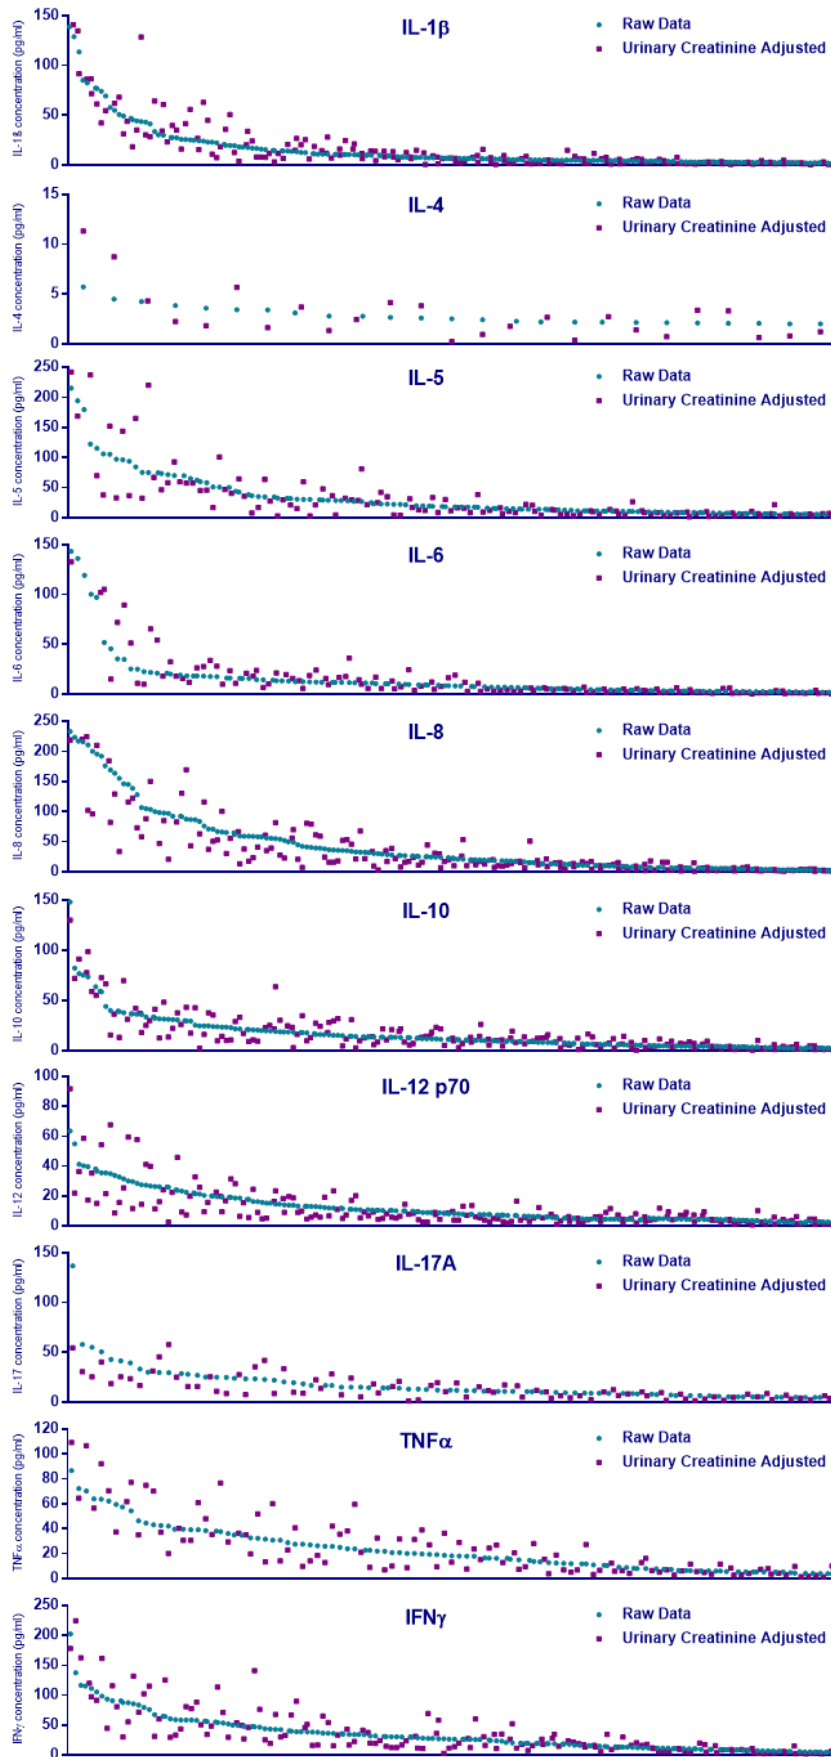 IL-1β
Raw Data
Urinary Creatinine Adjusted
IL-1ß concentration (pg/ml)
150
100
50
0
IL-4
Raw Data
Urinary Creatinine Adjusted
IL-4 concentration (pg/ml)
15
10
5
0
IL-5
Raw Data
Urinary Creatinine Adjusted
IL-5 concentration (pg/ml)
250
200
150
100
50
0
IL-6
Raw Data
Urinary Creatinine Adjusted
IL-6 concentration (pg/ml)
150
100
50
0
IL-8
Raw Data
Urinary Creatinine Adjusted
IL-8 concentration (pg/ml)
250
200
150
100
50
0
IL-10
Raw Data
Urinary Creatinine Adjusted
IL-10 concentration (pg/ml)
150
100
50
0
IL-12 p70
Raw Data
Urinary Creatinine Adjusted
IL-12 concentration (pg/ml)
100
80
60
40
20
0
IL-17A
Raw Data
Urinary Creatinine Adjusted
IL-17 concentration (pg/ml)
150
100
50
0
TNFα
Raw Data
Urinary Creatinine Adjusted
TNFα concentration (pg/ml)
120
100
80
60
40
20
0
IFNγ
Raw Data
Urinary Creatinine Adjusted
IFNγ concentration (pg/ml)
250
200
150
100
50
0